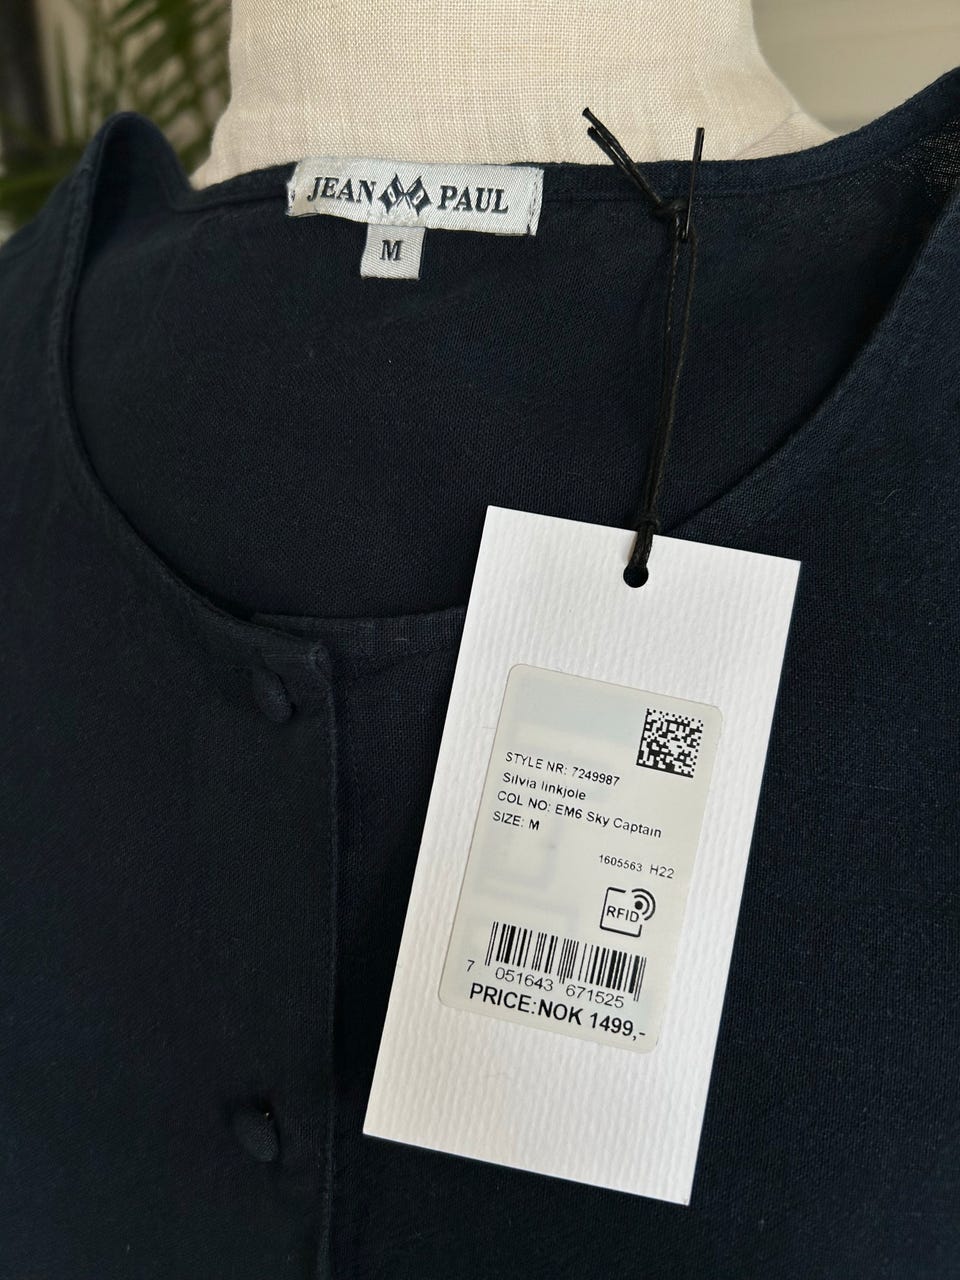 JEAN PAUL
M
STYLE NR: 7249987
Silvia linkjole
COL NO: EM6 Sky Captain
SIZE: M
1605563 H22
RFID
7 051643 671525
PRICE:NOK 1499,-